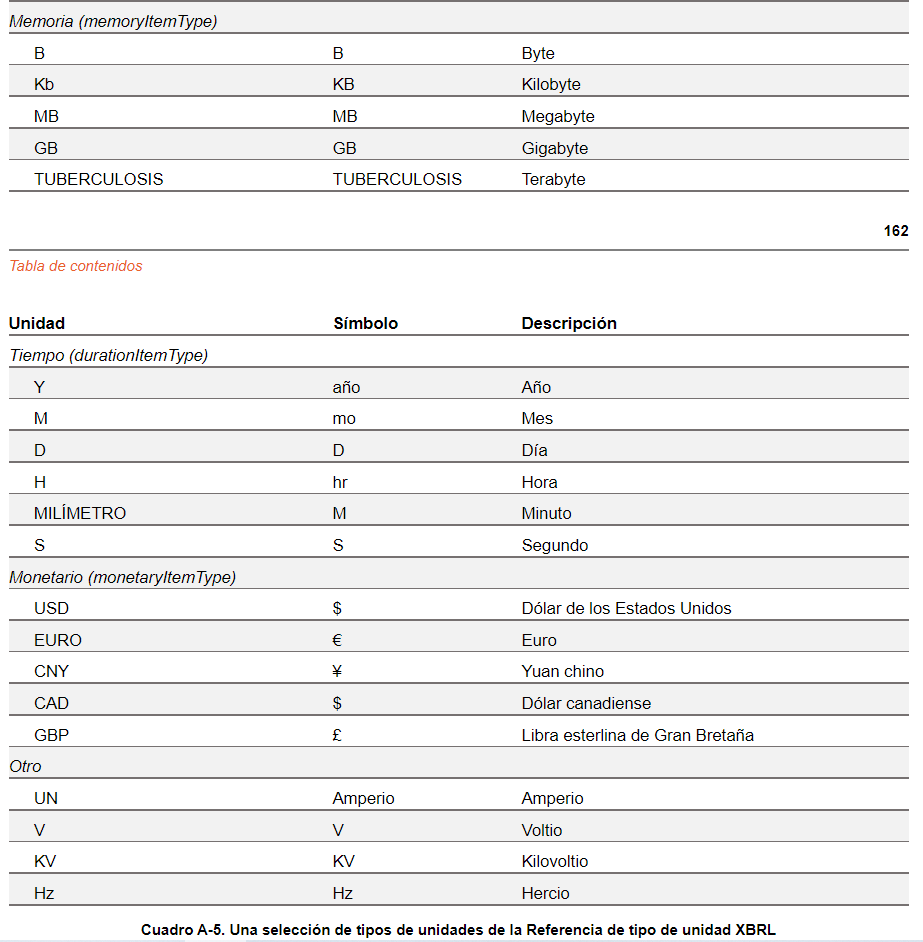 Memoria (memoryItemType)
B B Byte
Kb KB Kilobyte
MB MB Megabyte
GB GB Gigabyte
TUBERCULOSIS TUBERCULOSIS Terabyte
162
Tabla de contenidos
Unidad Símbolo Descripción
Tiempo (durationItemType)
Y año Año
M mo Mes
D D Día
H hr Hora
MILÍMETRO M Minuto
S S Segundo
Monetario (monetaryItemType)
USD $ Dólar de los Estados Unidos
EURO € Euro
CNY ¥ Yuan chino
CAD $ Dólar canadiense
GBP £ Libra esterlina de Gran Bretaña
Otro
UN Amperio Amperio
V V Voltio
KV KV Kilovoltio
Hz Hz Hercio
Cuadro A-5. Una selección de tipos de unidades de la Referencia de tipo de unidad XBRL